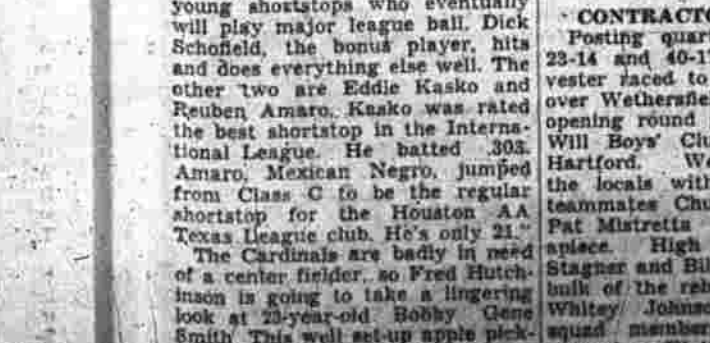 young shortstops who eventually
will play major league ball. Dick
Schofield, the bonus player, hits
and does everything else well. The
other two are Eddie Kasko and
Reuben Amaro. Kasko was rated
the best shortstop in the Interna-
tional League. He batted .303.
Amaro, Mexican Negro, jumped
from Class C to be the regular
shortstop for the Houston AA
Texas League club. He's only 21."
The Cardinals are badly in need
of a center fielder, so Fred Hutch-
inson is going to take a lingering
look at 23-year-old Bobby Gene
Smith This well set-up apple pick-
CONTRACTO
Posting quar
23-14 and 40-1
vester raced to
over Wethersfie
opening round
Will Boys' Clu
Hartford. We
the locals with
teammates Chu
Pat Mistretta
apiece. High
Stagner and Bil
bulk of the reb
Whitey Johnso
squad member